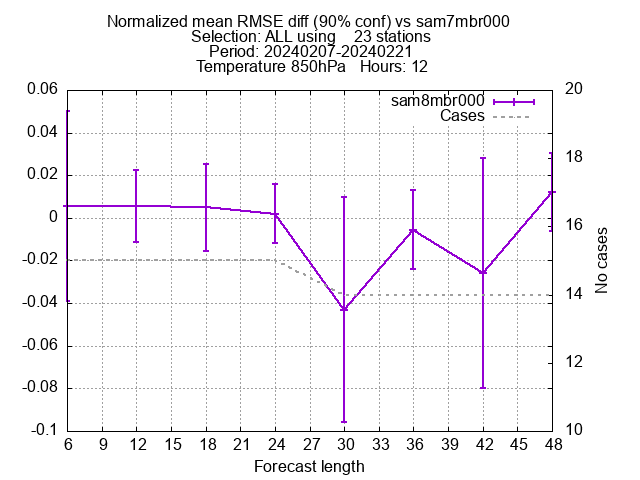 Normalized mean RMSE diff (90% conf) vs sam7mbr000
Selection: ALL using    23 stations
Period: 20240207-20240221
Temperature 850hPa   Hours: 12
sam8mbr000
Cases
0.06
0.04
0.02
0
-0.02
-0.04
-0.06
-0.08
-0.1
20
18
16
14
12
10
No cases
6 9 12 15 18 21 24 27 30 33 36 39 42 45 48
Forecast length